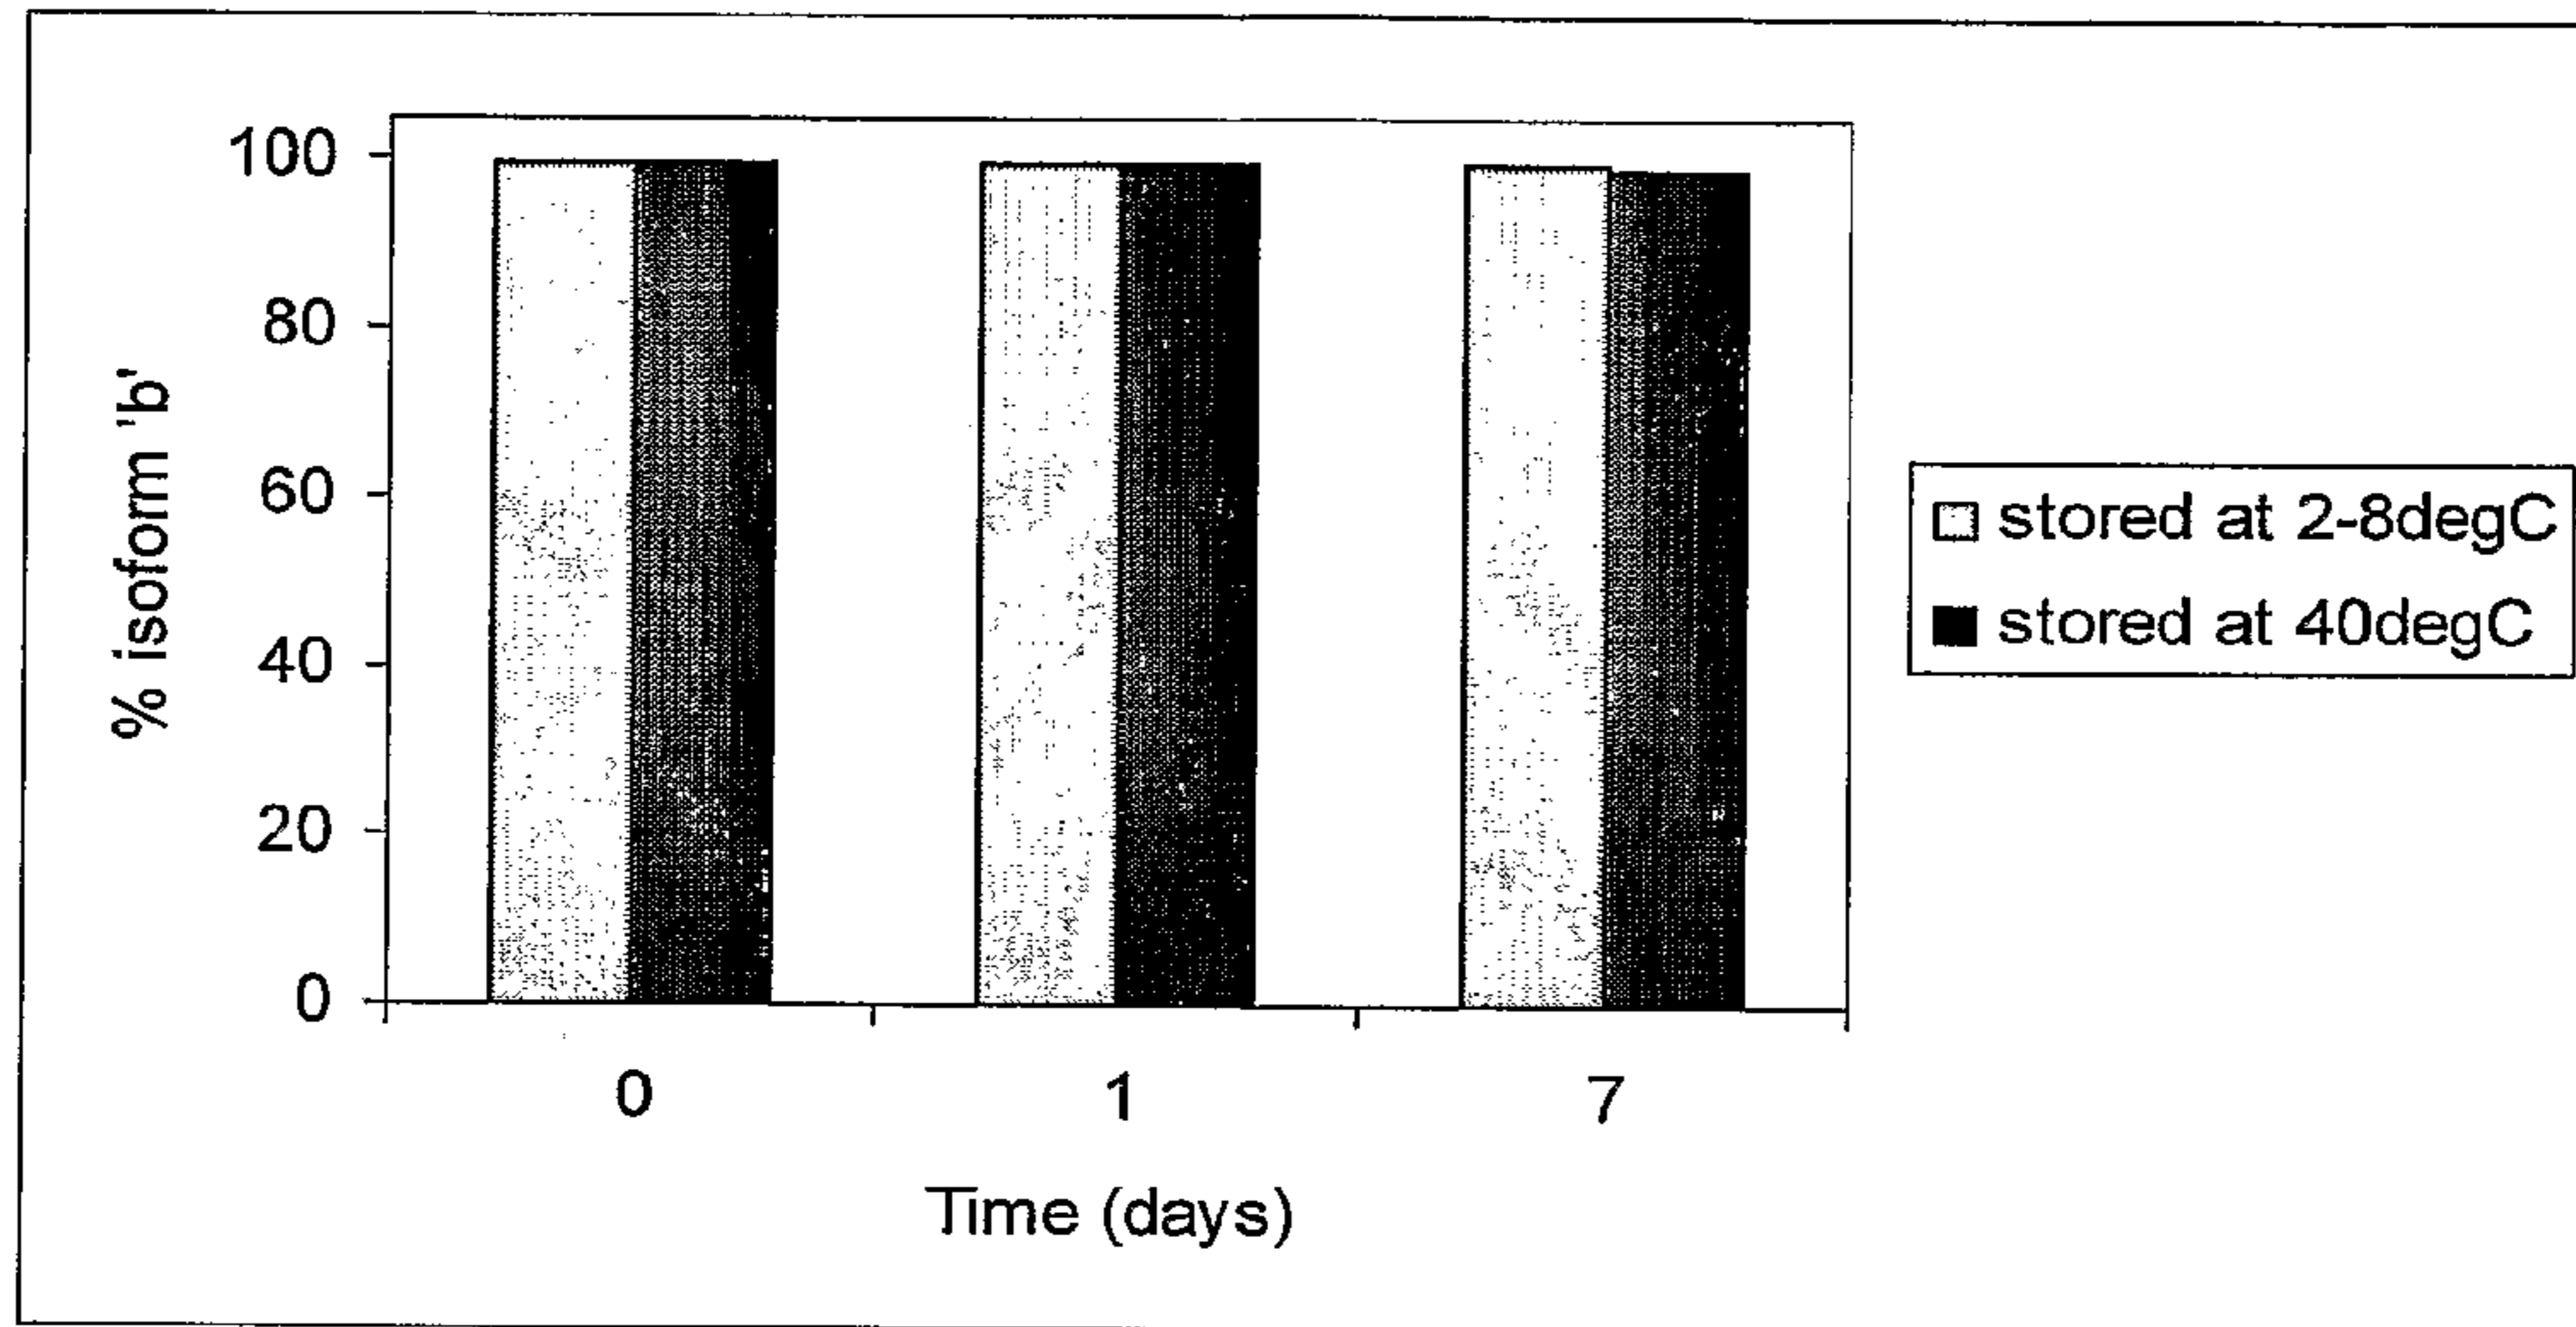 100
80
60
40
20
0
% isoform 'b'
0 1 7
Time (days)
stored at 2-8degC
stored at 40degC